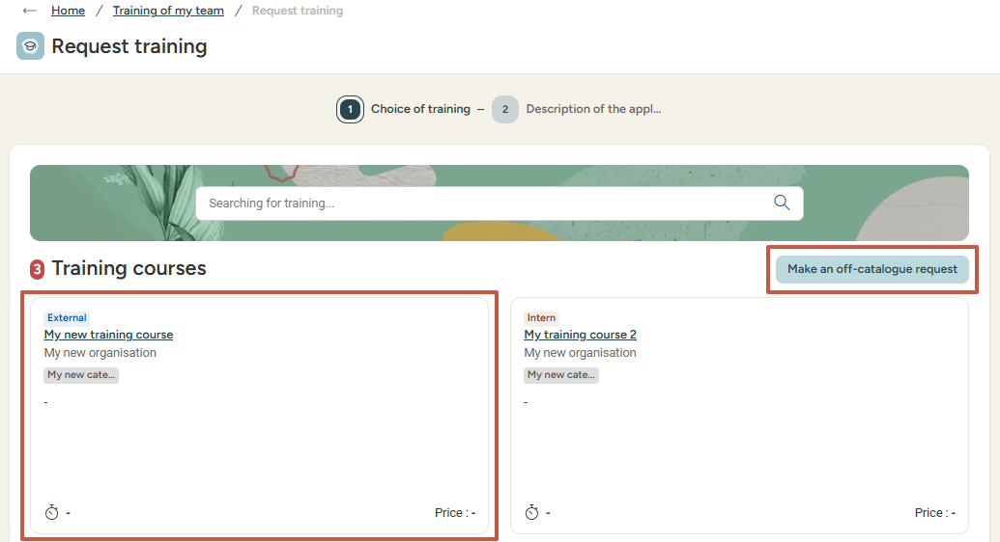 Home / Training of my team / Request training
Request training
1 Choice of training – 2 Description of the appl...
Searching for training...
3 Training courses
Make an off-catalogue request
External
My new training course
My new organisation
My new cate...
-
-
Price : -
Intern
My training course 2
My new organisation
My new cate...
-
-
Price : -